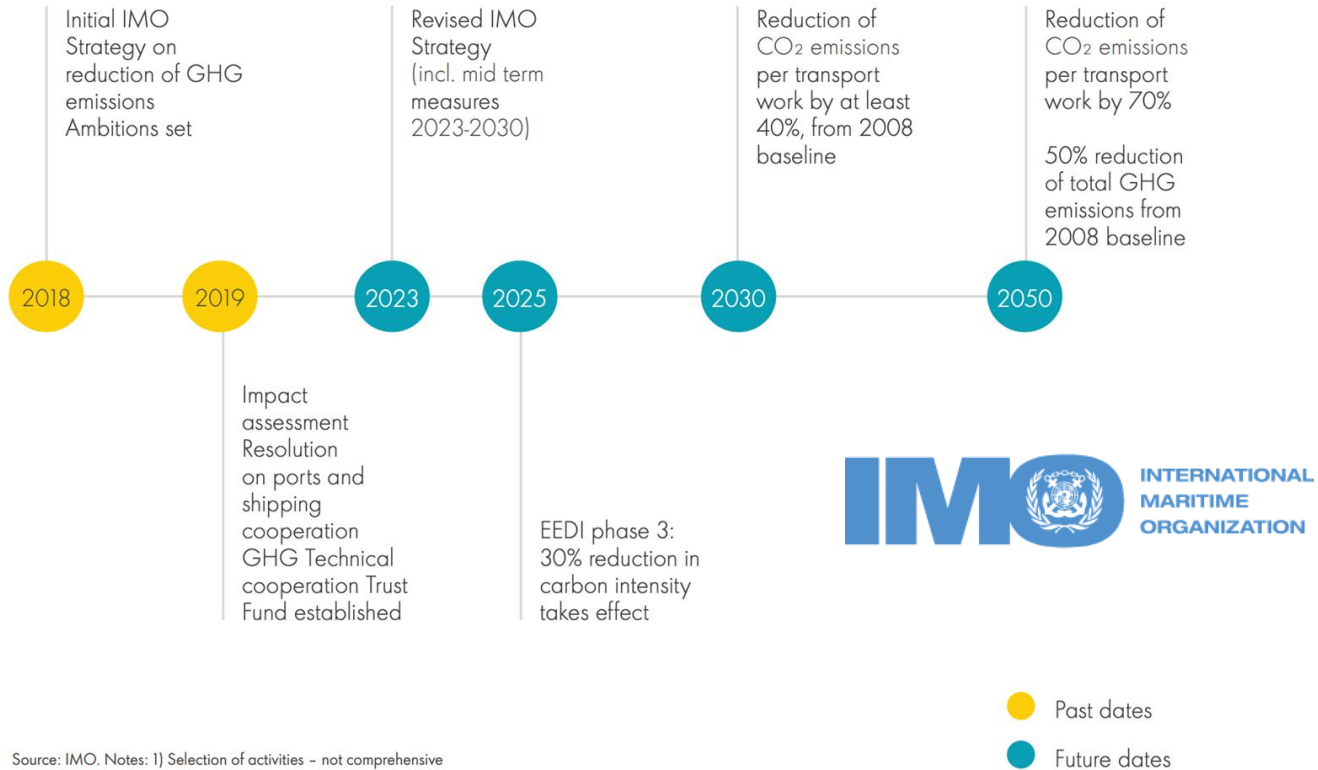 Initial IMO
Strategy on
reduction of GHG
emissions
Ambitions set
Revised IMO
Strategy
(incl. mid term
measures
2023-2030)
Reduction of
CO2 emissions
per transport
work by at least
40%, from 2008
baseline
Reduction of
CO2 emissions
per transport
work by 70%
50% reduction
of total GHG
emissions from
2008 baseline
2018
2019
2023
2025
2030
2050
Impact
assessment
Resolution
on ports and
shipping
cooperation
GHG Technical
cooperation Trust
Fund established
EEDI phase 3:
30% reduction in
carbon intensity
takes effect
IMO
INTERNATIONAL
MARITIME
ORGANIZATION
Past dates
Future dates
Source: IMO. Notes: 1) Selection of activities – not comprehensive